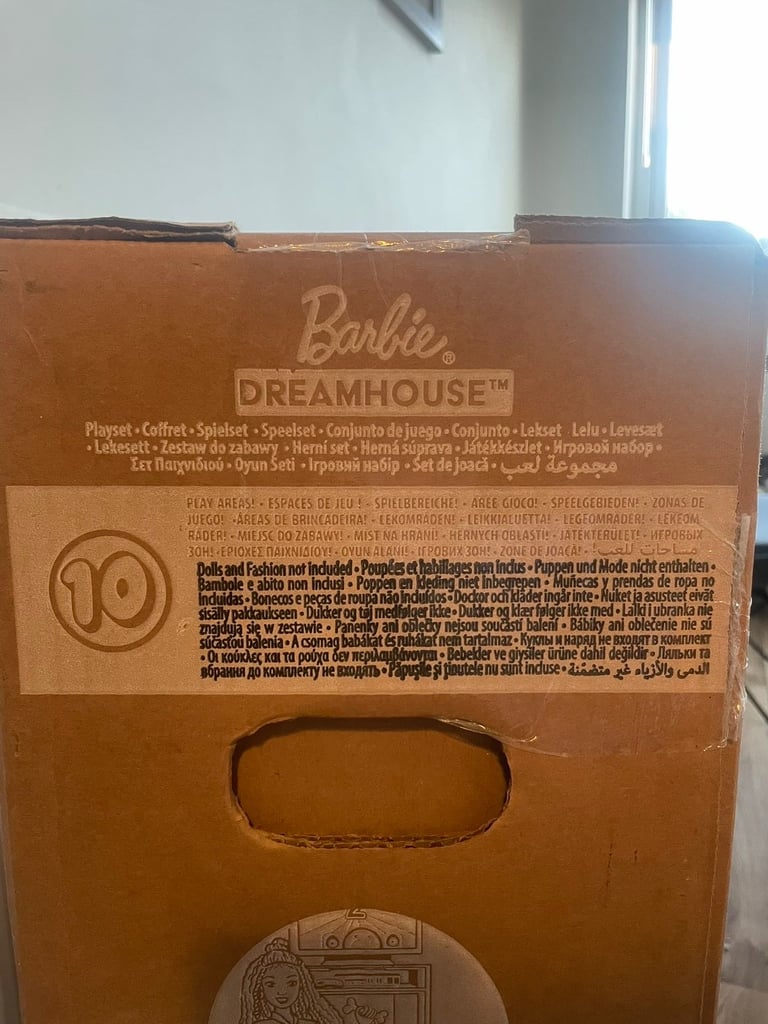 Barbie®
DREAMHOUSE™
Playset • Coffret • Spielset • Speelset • Conjunto de juego • Conjunto • Lekset Lelu • Levesæt
• Lekesett • Zestaw do zabawy • Herní set • Herná súprava • Játékkészlet • Игровой набор •
Σετ Παιχνιδιού • Oyun Seti • Ігровий набір • Set de joacă • مجموعة لعب
PLAY AREAS! • ESPACES DE JEU ! • SPIELBEREICHE! • AREE GIOCO! • SPEELGEBIEDEN! • ZONAS DE
JUEGO! • ÁREAS DE BRINCADEIRA! • LEKOMRÅDEN! • LEIKKIALUETTA! • LEGEOMRÅDER! • LEKEOM
RÅDER! • MIEJSC DO ZABAWY! • MÍST NA HRANÍ! • HERNÝCH OBLASTÍ! • JÁTÉKTERÜLET! • ИГРОВЫХ
ЗОН! • ΕΡΙΟΧΕΣ ΠΑΙΧΝΙΔΙΟΥ! • OYUN ALANI! • ІГРОВИХ ЗОН! • ZONE DE JOACĂ! • مساحات للعب!
10
Dolls and Fashion not included • Poupées et habillages non inclus • Puppen und Mode nicht enthalten •
Bambole e abito non inclusi • Poppen en kleding niet inbegrepen • Muñecas y prendas de ropa no
incluidas • Bonecos e peças de roupa não incluídos • Dockor och kläder ingår inte • Nuket ja asusteet eivät
sisälly pakkaukseen • Dukker og tøj medfølger ikke • Dukker og klær følger ikke med • Lalki i ubranka nie
znajdują się w zestawie • Panenky ani oblečky nejsou součástí balení • Bábiky ani oblečenie nie sú
súčasťou balenia • A csomag babákat és ruhákat nem tartalmaz • Куклы и наряд не входят в комплект
• Οι κούκλες και τα ρούχα δεν περιλαμβάνονται • Bebekler ve giysiler ürüne dahil değildir • Ляльки та
вбрання до комплекту не входять • Păpușile și ținutele nu sunt incluse • الدمى والأزياء غير متضمّنة